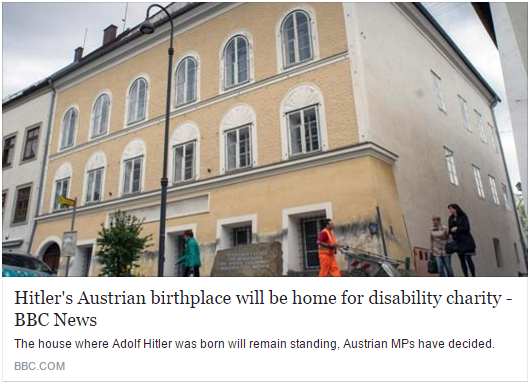 Hitler's Austrian birthplace will be home for disability charity -
BBC News
The house where Adolf Hitler was born will remain standing, Austrian MPs have decided.
BBC.COM